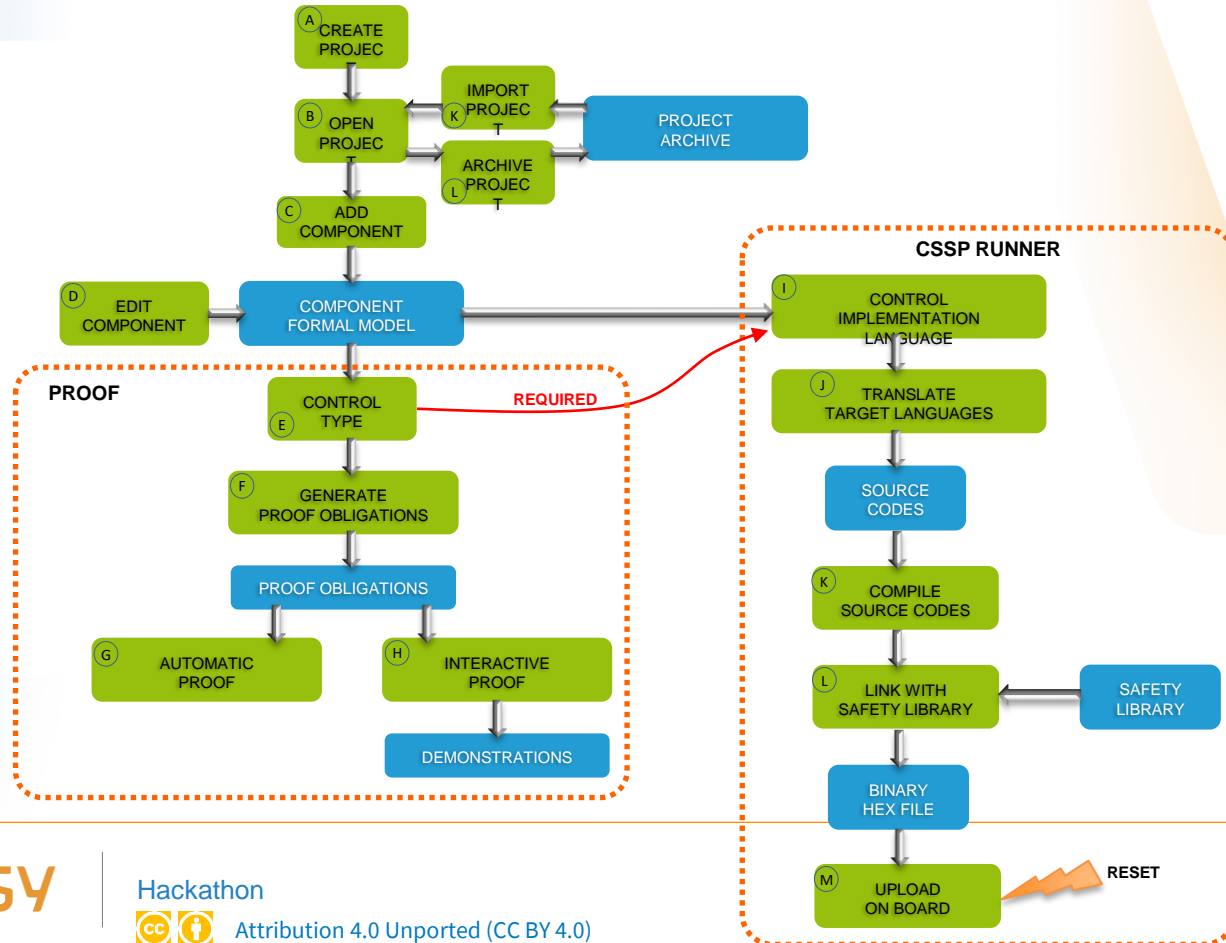 A
CREATE
PROJEC
T
B
OPEN
PROJEC
T
IMPORT
PROJEC
T
K
ARCHIVE
PROJEC
T
L
PROJECT
ARCHIVE
C
ADD
COMPONENT
D
EDIT
COMPONENT
COMPONENT
FORMAL MODEL
PROOF
CONTROL
TYPE
E
REQUIRED
F
GENERATE
PROOF OBLIGATIONS
PROOF OBLIGATIONS
G
AUTOMATIC
PROOF
H
INTERACTIVE
PROOF
DEMONSTRATIONS
CSSP RUNNER
I
CONTROL
IMPLEMENTATION
LANGUAGE
J
TRANSLATE
TARGET LANGUAGES
SOURCE
CODES
K
COMPILE
SOURCE CODES
L
LINK WITH
SAFETY LIBRARY
SAFETY
LIBRARY
BINARY
HEX FILE
M
UPLOAD
ON BOARD
RESET
Hackathon
cc
Attribution 4.0 Unported (CC BY 4.0)